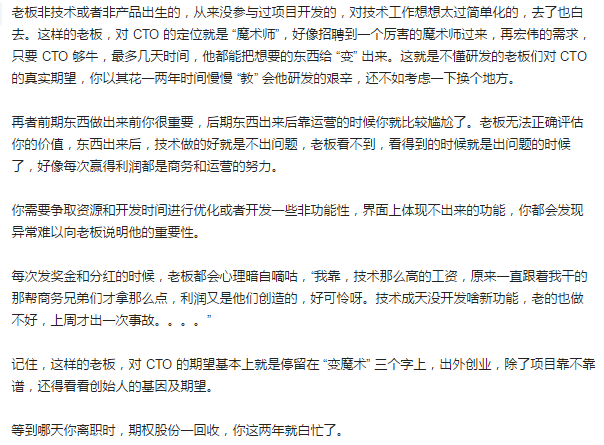 老板非技术或者非产品出生的，从来没参与过项目开发的，对技术工作想想太过简单化的，去了也白
去。这样的老板，对 CTO 的定位就是 “魔术师”，好像招聘到一个厉害的魔术师过来，再宏伟的需求，
只要 CTO 够牛，最多几天时间，他都能把想要的东西给 “变” 出来。这就是不懂研发的老板们对 CTO
的真实期望，你以其花一两年时间慢慢 “教” 会他研发的艰辛，还不如考虑一下换个地方。
再者前期东西做出来前你很重要，后期东西出来后靠运营的时候你就比较尴尬了。老板无法正确评估
你的价值，东西出来后，技术做的好就是不出问题，老板看不到，看得到的时候就是出问题的时候
了，好像每次赢得利润都是商务和运营的努力。
你需要争取资源和开发时间进行优化或者开发一些非功能性，界面上体现不出来的功能，你都会发现
异常难以向老板说明他的重要性。
每次发奖金和分红的时候，老板都会心理暗自嘀咕，“我靠，技术那么高的工资，原来一直跟着我干的
那帮商务兄弟们才拿那么点，利润又是他们创造的，好可怜呀。技术成天没开发啥新功能，老的也做
不好，上周才出一次事故。。。。”
记住，这样的老板，对 CTO 的期望基本上就是停留在 “变魔术” 三个字上，出外创业，除了项目靠不靠
谱，还得看看创始人的基因及期望。
等到哪天你离职时，期权股份一回收，你这两年就白忙了。